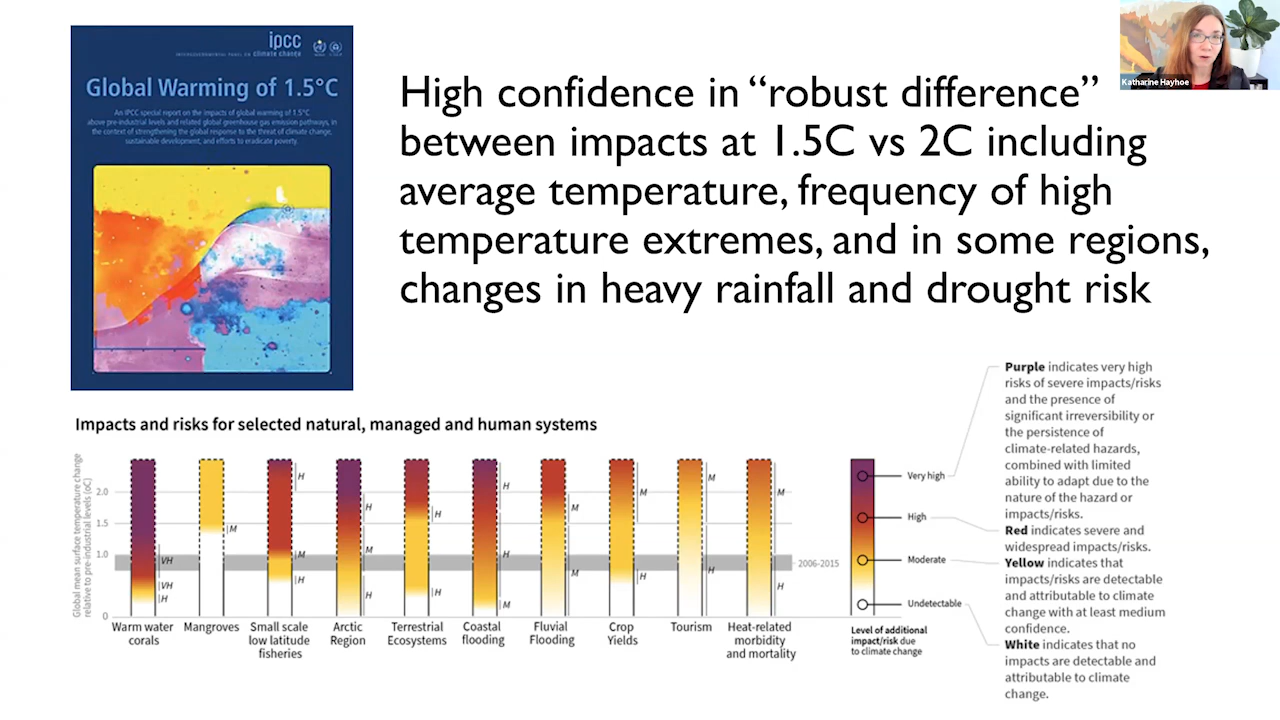 ipcc
INTERGOVERNMENTAL PANEL ON climate change
Global Warming of 1.5°C
An IPCC special report on the impacts of global warming of 1.5°C
above pre-industrial levels and related global greenhouse gas emission pathways, in
the context of strengthening the global response to the threat of climate change,
sustainable development, and efforts to eradicate poverty.
High confidence in “robust difference”
between impacts at 1.5C vs 2C including
average temperature, frequency of high
temperature extremes, and in some regions,
changes in heavy rainfall and drought risk
Katharine Hayhoe
Impacts and risks for selected natural, managed and human systems
Global mean surface temperature change
relative to pre-industrial levels (oC)
2.0
1.5
1.0
0
VH
VH
H
M
H
M
H
H
M
H
H
H
H
H
M
M
M
M
H
M
H
M
H
2006-2015
Warm water
corals
Mangroves
Small scale
low latitude
fisheries
Arctic
Region
Terrestrial
Ecosystems
Coastal
flooding
Fluvial
Flooding
Crop
Yields
Tourism
Heat-related
morbidity
and mortality
Very high
High
Moderate
Undetectable
Level of additional
impact/risk due
to climate change
Purple indicates very high
risks of severe impacts/risks
and the presence of
significant irreversibility or
the persistence of
climate-related hazards,
combined with limited
ability to adapt due to the
nature of the hazard or
impacts/risks.
Red indicates severe and
widespread impacts/risks.
Yellow indicates that
impacts/risks are detectable
and attributable to climate
change with at least medium
confidence.
White indicates that no
impacts are detectable and
attributable to climate
change.